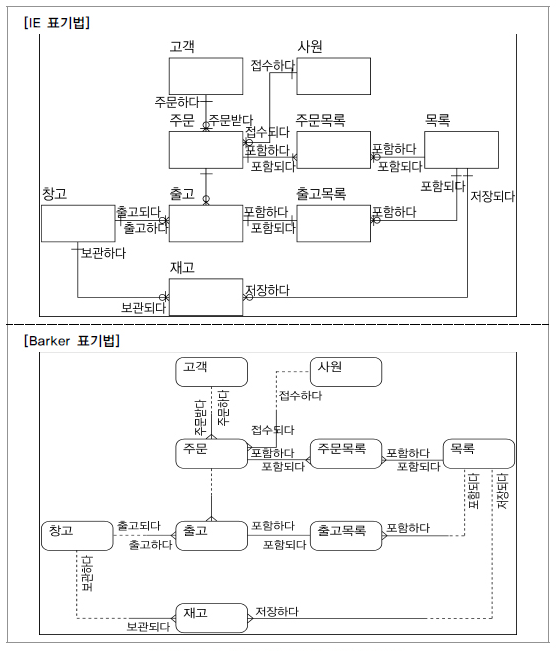 [IE 표기법]
고객 사원
접수하다
주문하다
주문 주문받다 주문목록 목록
접수되다
포함하다 포함하다
포함되다 포함되다
포함되다
창고 출고 출고목록 저장되다
출고되다 포함하다 포함하다
출고하다 포함되다
보관하다
재고
저장하다
보관되다
[Barker 표기법]
고객 사원
주문받다 주문하다 접수하다
접수되다
주문 주문목록 목록
포함하다 포함하다
포함되다 포함되다
포함되다 저장되다
창고 출고 출고목록
출고되다 포함하다 포함하다
출고하다 포함되다
보관하다
재고 저장하다
보관되다